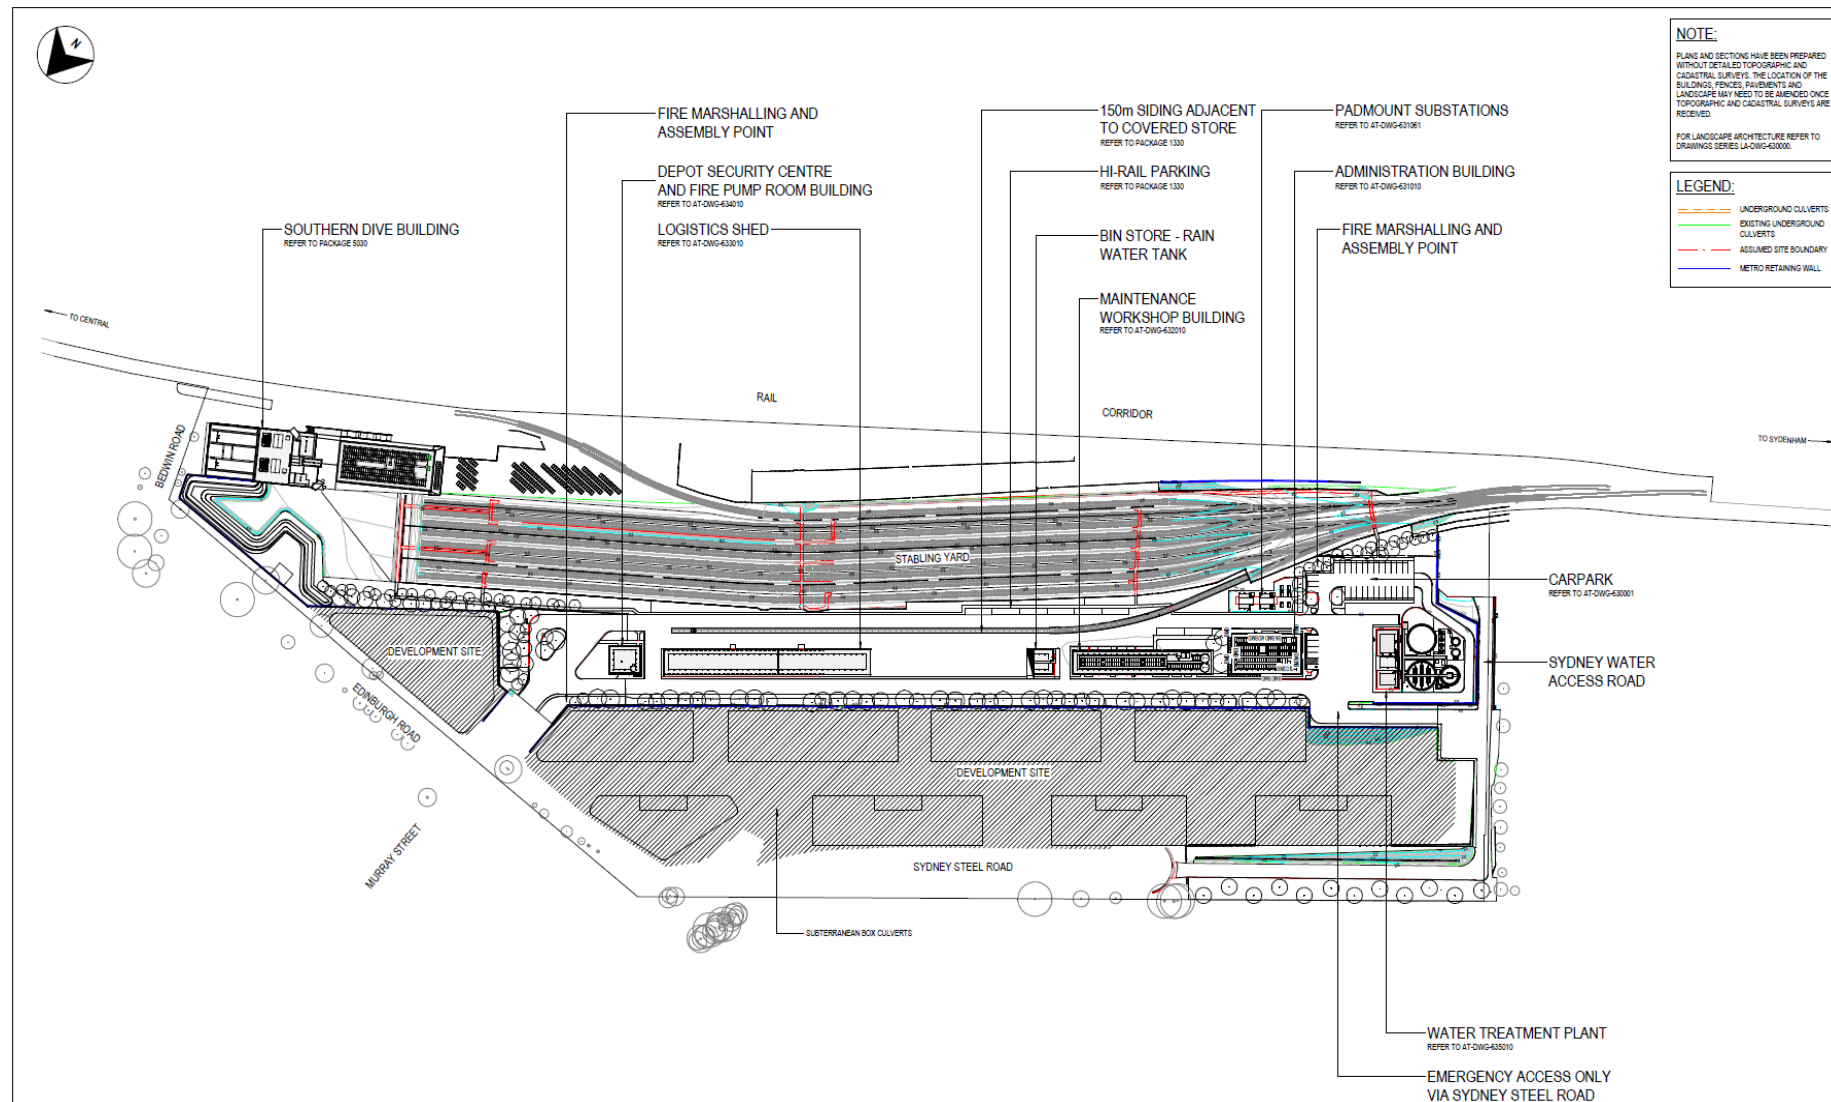 N
NOTE:
PLANS AND SECTIONS HAVE BEEN PREPARED
WITHOUT DETAILED TOPOGRAPHIC AND
CADASTRAL SURVEYS. THE LOCATION OF THE
BUILDINGS, FENCES, PAVEMENTS AND
LANDSCAPE MAY NEED TO BE AMENDED ONCE
TOPOGRAPHIC AND CADASTRAL SURVEYS ARE
RECEIVED.
FOR LANDSCAPE ARCHITECTURE REFER TO
DRAWINGS SERIES LA-DWG-630000.
LEGEND:
UNDERGROUND CULVERTS
EXISTING UNDERGROUND
CULVERTS
ASSUMED SITE BOUNDARY
METRO RETAINING WALL
FIRE MARSHALLING AND
ASSEMBLY POINT
DEPOT SECURITY CENTRE
AND FIRE PUMP ROOM BUILDING
REFER TO AT-DWG-634010
SOUTHERN DIVE BUILDING
REFER TO PACKAGE 5030
LOGISTICS SHED
REFER TO AT-DWG-633010
150m SIDING ADJACENT
TO COVERED STORE
REFER TO PACKAGE 1330
HI-RAIL PARKING
REFER TO PACKAGE 1330
BIN STORE - RAIN
WATER TANK
MAINTENANCE
WORKSHOP BUILDING
REFER TO AT-DWG-632010
PADMOUNT SUBSTATIONS
REFER TO AT-DWG-631061
ADMINISTRATION BUILDING
REFER TO AT-DWG-631010
FIRE MARSHALLING AND
ASSEMBLY POINT
TO CENTRAL
RAIL
CORRIDOR
TO SYDENHAM
BEDWIN ROAD
STABLING YARD
CARPARK
REFER TO AT-DWG-630001
DEVELOPMENT SITE
SYDNEY WATER
ACCESS ROAD
EDINBURGH ROAD
DEVELOPMENT SITE
MURRAY STREET
SYDNEY STEEL ROAD
SUBTERRANEAN BOX CULVERTS
WATER TREATMENT PLANT
REFER TO AT-DWG-635010
EMERGENCY ACCESS ONLY
VIA SYDNEY STEEL ROAD